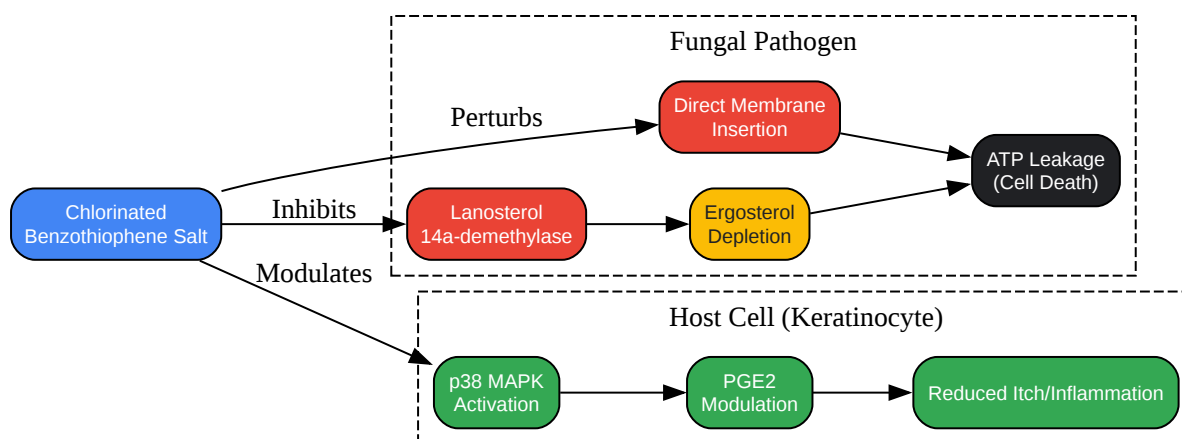 Fungal Pathogen
Direct Membrane
Insertion
Perturbs
ATP Leakage
(Cell Death)
Chlorinated
Benzothiophene Salt
Inhibits
Lanosterol
14a-demethylase
Ergosterol
Depletion
Modulates
Host Cell (Keratinocyte)
p38 MAPK
Activation
PGE2
Modulation
Reduced Itch/Inflammation